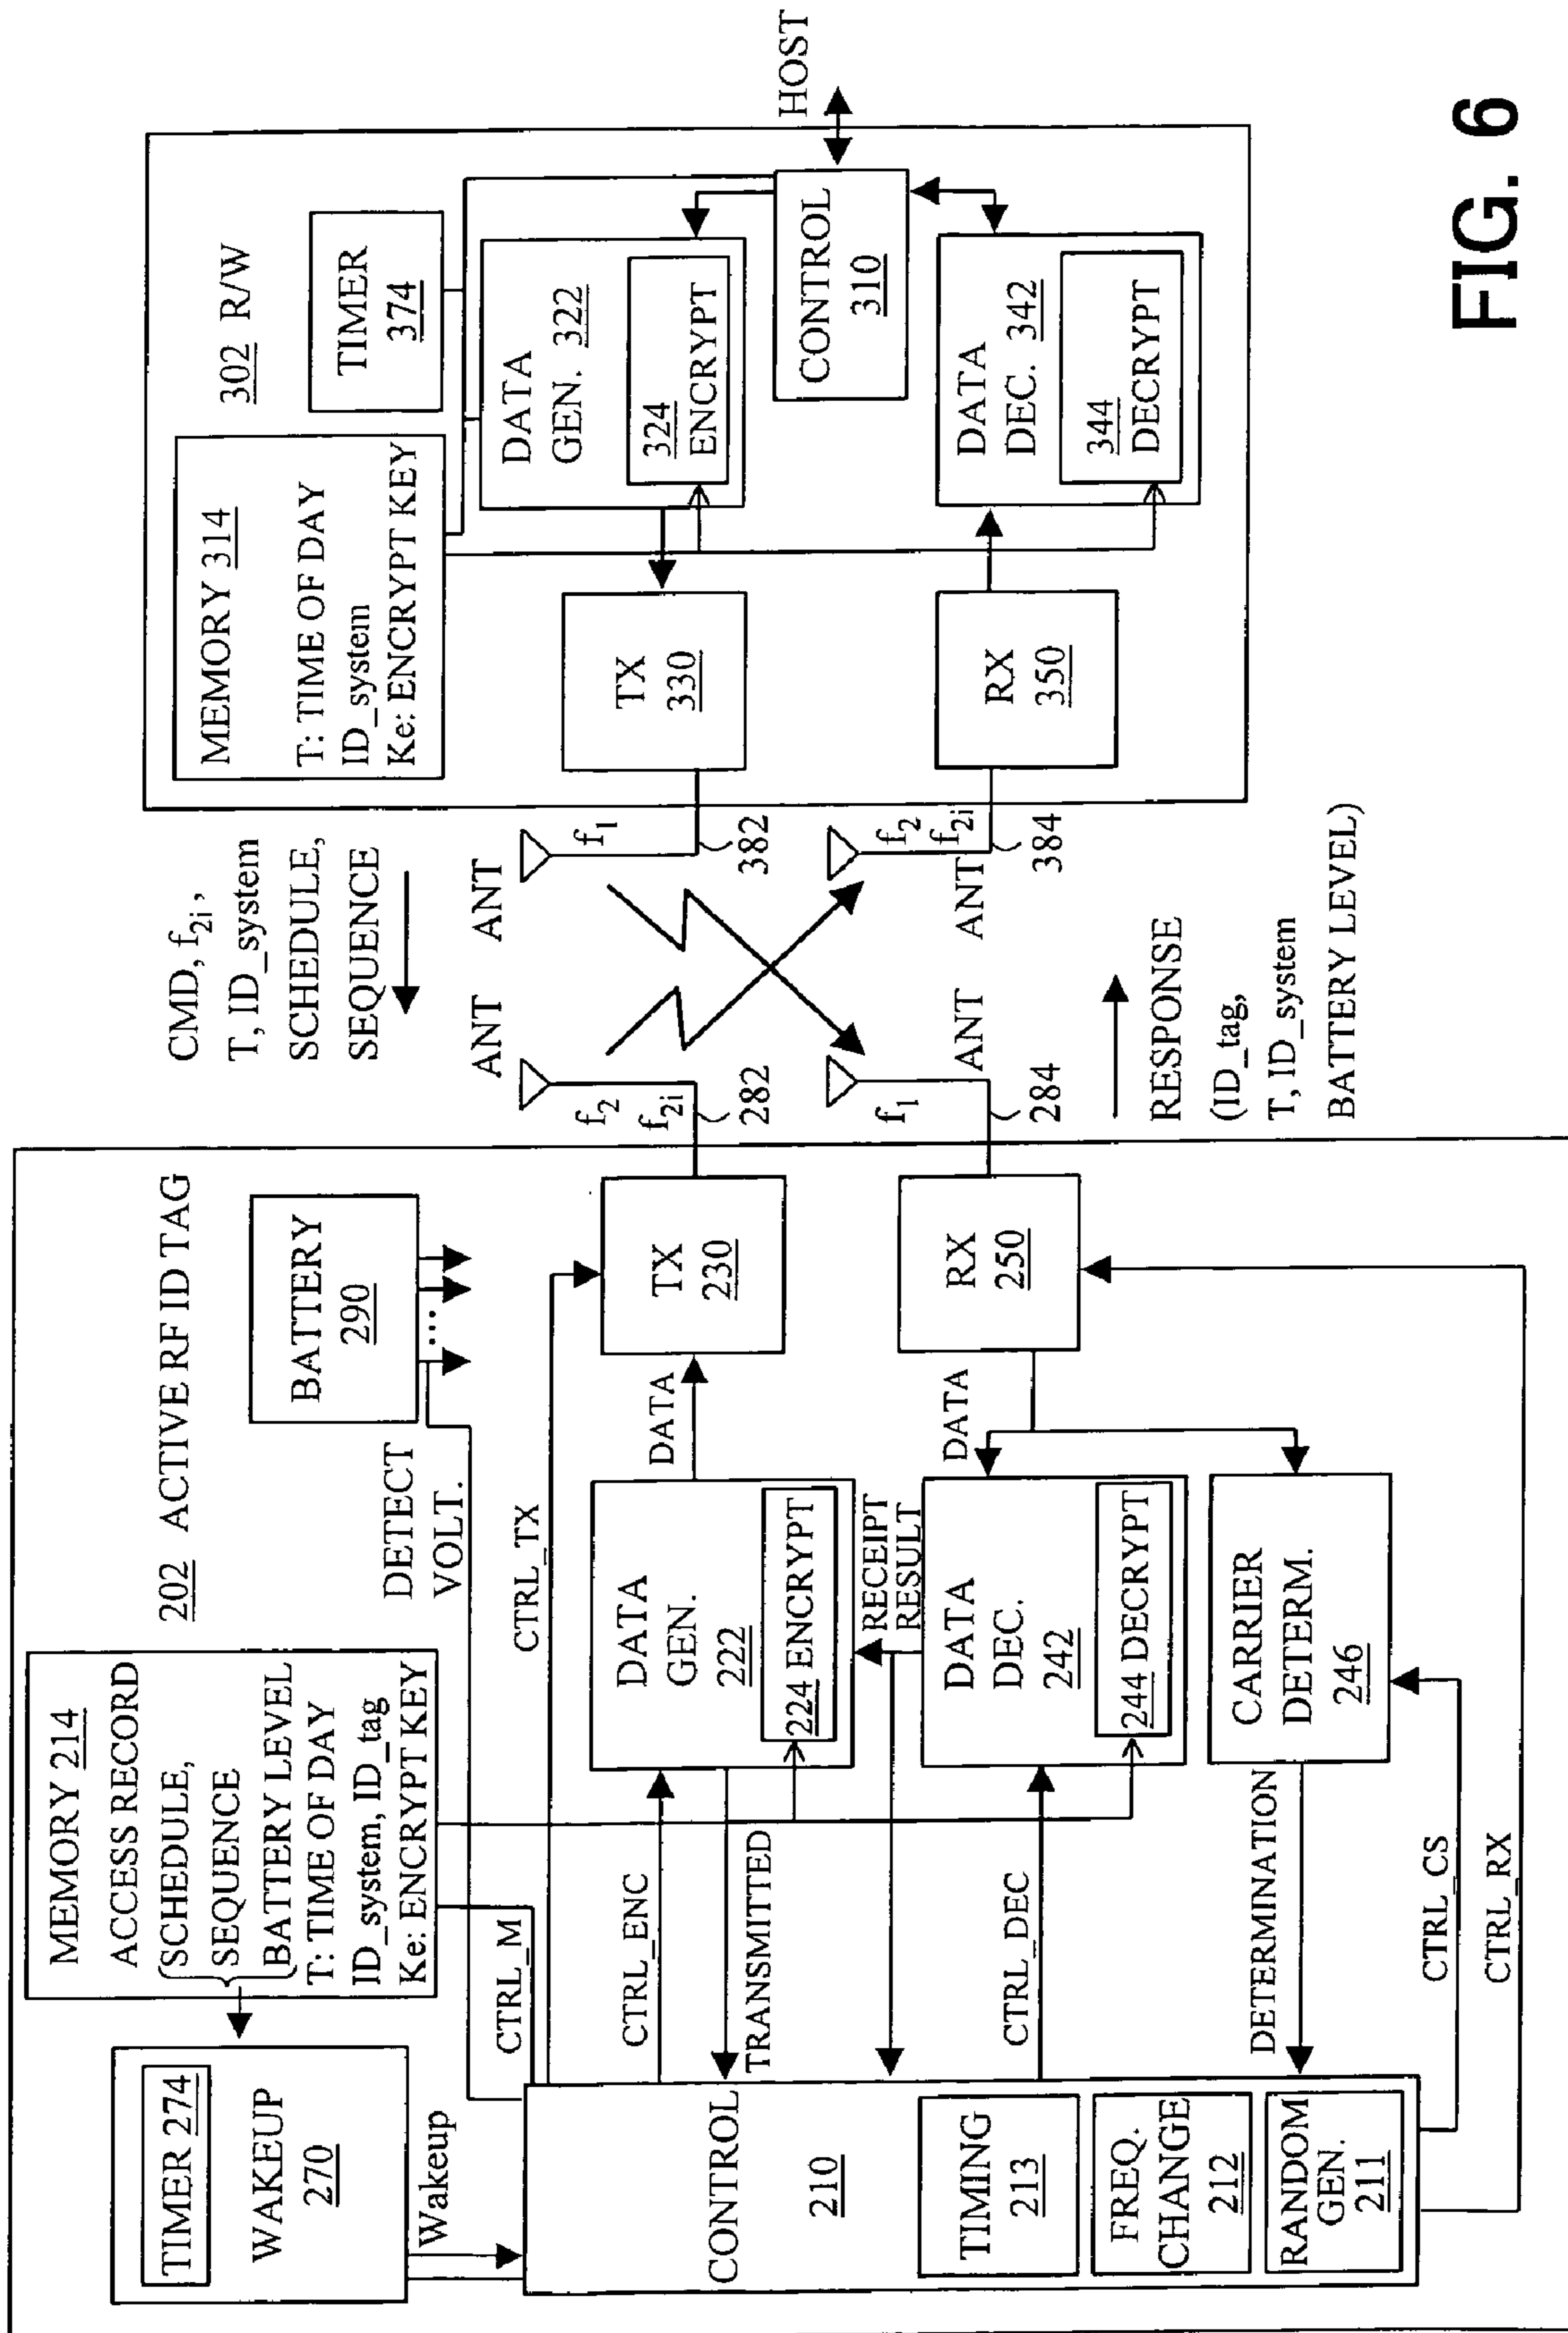 202 ACTIVE RF ID TAG
TIMER 274
WAKEUP
270
Wakeup
MEMORY 214
ACCESS RECORD
SCHEDULE,
SEQUENCE
BATTERY LEVEL
T: TIME OF DAY
ID_system, ID_tag
Ke: ENCRYPT KEY
BATTERY
290
...
DETECT
VOLT.
CTRL_M
CTRL_TX
CONTROL
210
TIMING
213
FREQ.
CHANGE
212
RANDOM
GEN.
211
CTRL_ENC
TRANSMITTED
CTRL_DEC
DETERMINATION
CTRL_CS
CTRL_RX
DATA
GEN.
222
224 ENCRYPT
RECEIPT
RESULT
DATA
DEC.
242
244 DECRYPT
CARRIER
DETERM.
246
DATA
DATA
TX
230
RX
250
f2
f2i
282
ANT
f1
284
ANT
CMD, f2i,
T, ID_system
SCHEDULE,
SEQUENCE
ANT
f1
382
ANT
f2
f2i
384
RESPONSE
(ID_tag,
T, ID_system
BATTERY LEVEL)
302 R/W
MEMORY 314
T: TIME OF DAY
ID_system
Ke: ENCRYPT KEY
TIMER
374
TX
330
RX
350
DATA
GEN. 322
324
ENCRYPT
CONTROL
310
DATA
DEC. 342
344
DECRYPT
HOST
FIG. 6